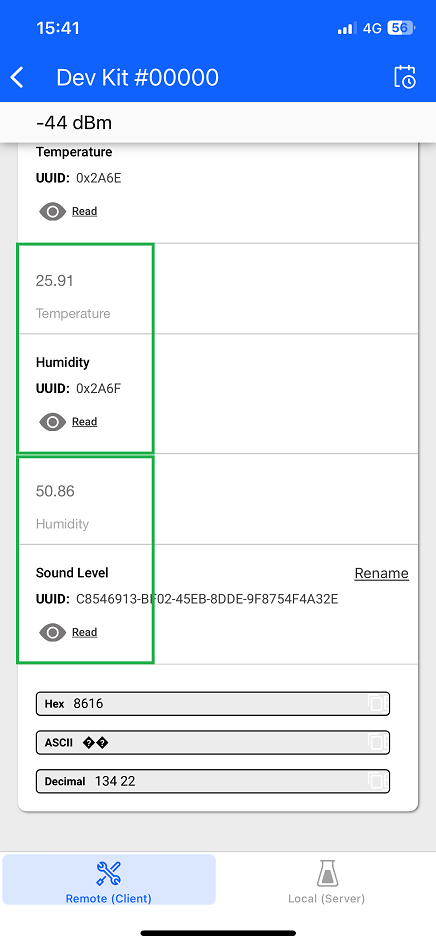 15:41
4G 56
Dev Kit #00000
-44 dBm
Temperature
UUID: 0x2A6E
Read
25.91
Temperature
Humidity
UUID: 0x2A6F
Read
50.86
Humidity
Sound Level Rename
UUID: C8546913-BF02-45EB-8DDE-9F8754F4A32E
Read
Hex 8616
ASCII ��
Decimal 134 22
Remote (Client) Local (Server)